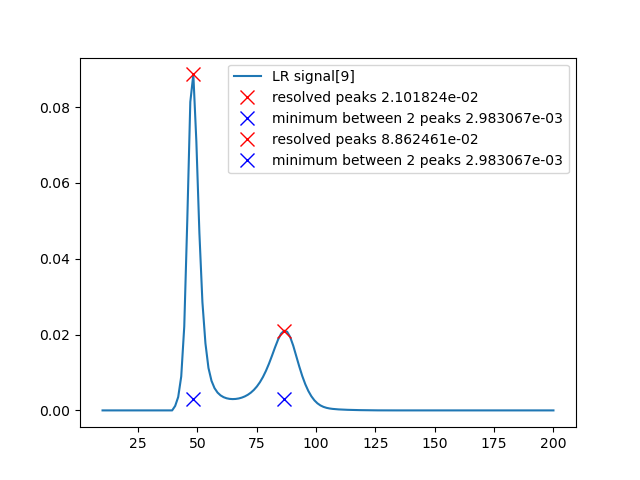 LR signal[9]
resolved peaks 2.101824e-02
minimum between 2 peaks 2.983067e-03
resolved peaks 8.862461e-02
minimum between 2 peaks 2.983067e-03
0.08
0.06
0.04
0.02
0.00
25 50 75 100 125 150 175 200